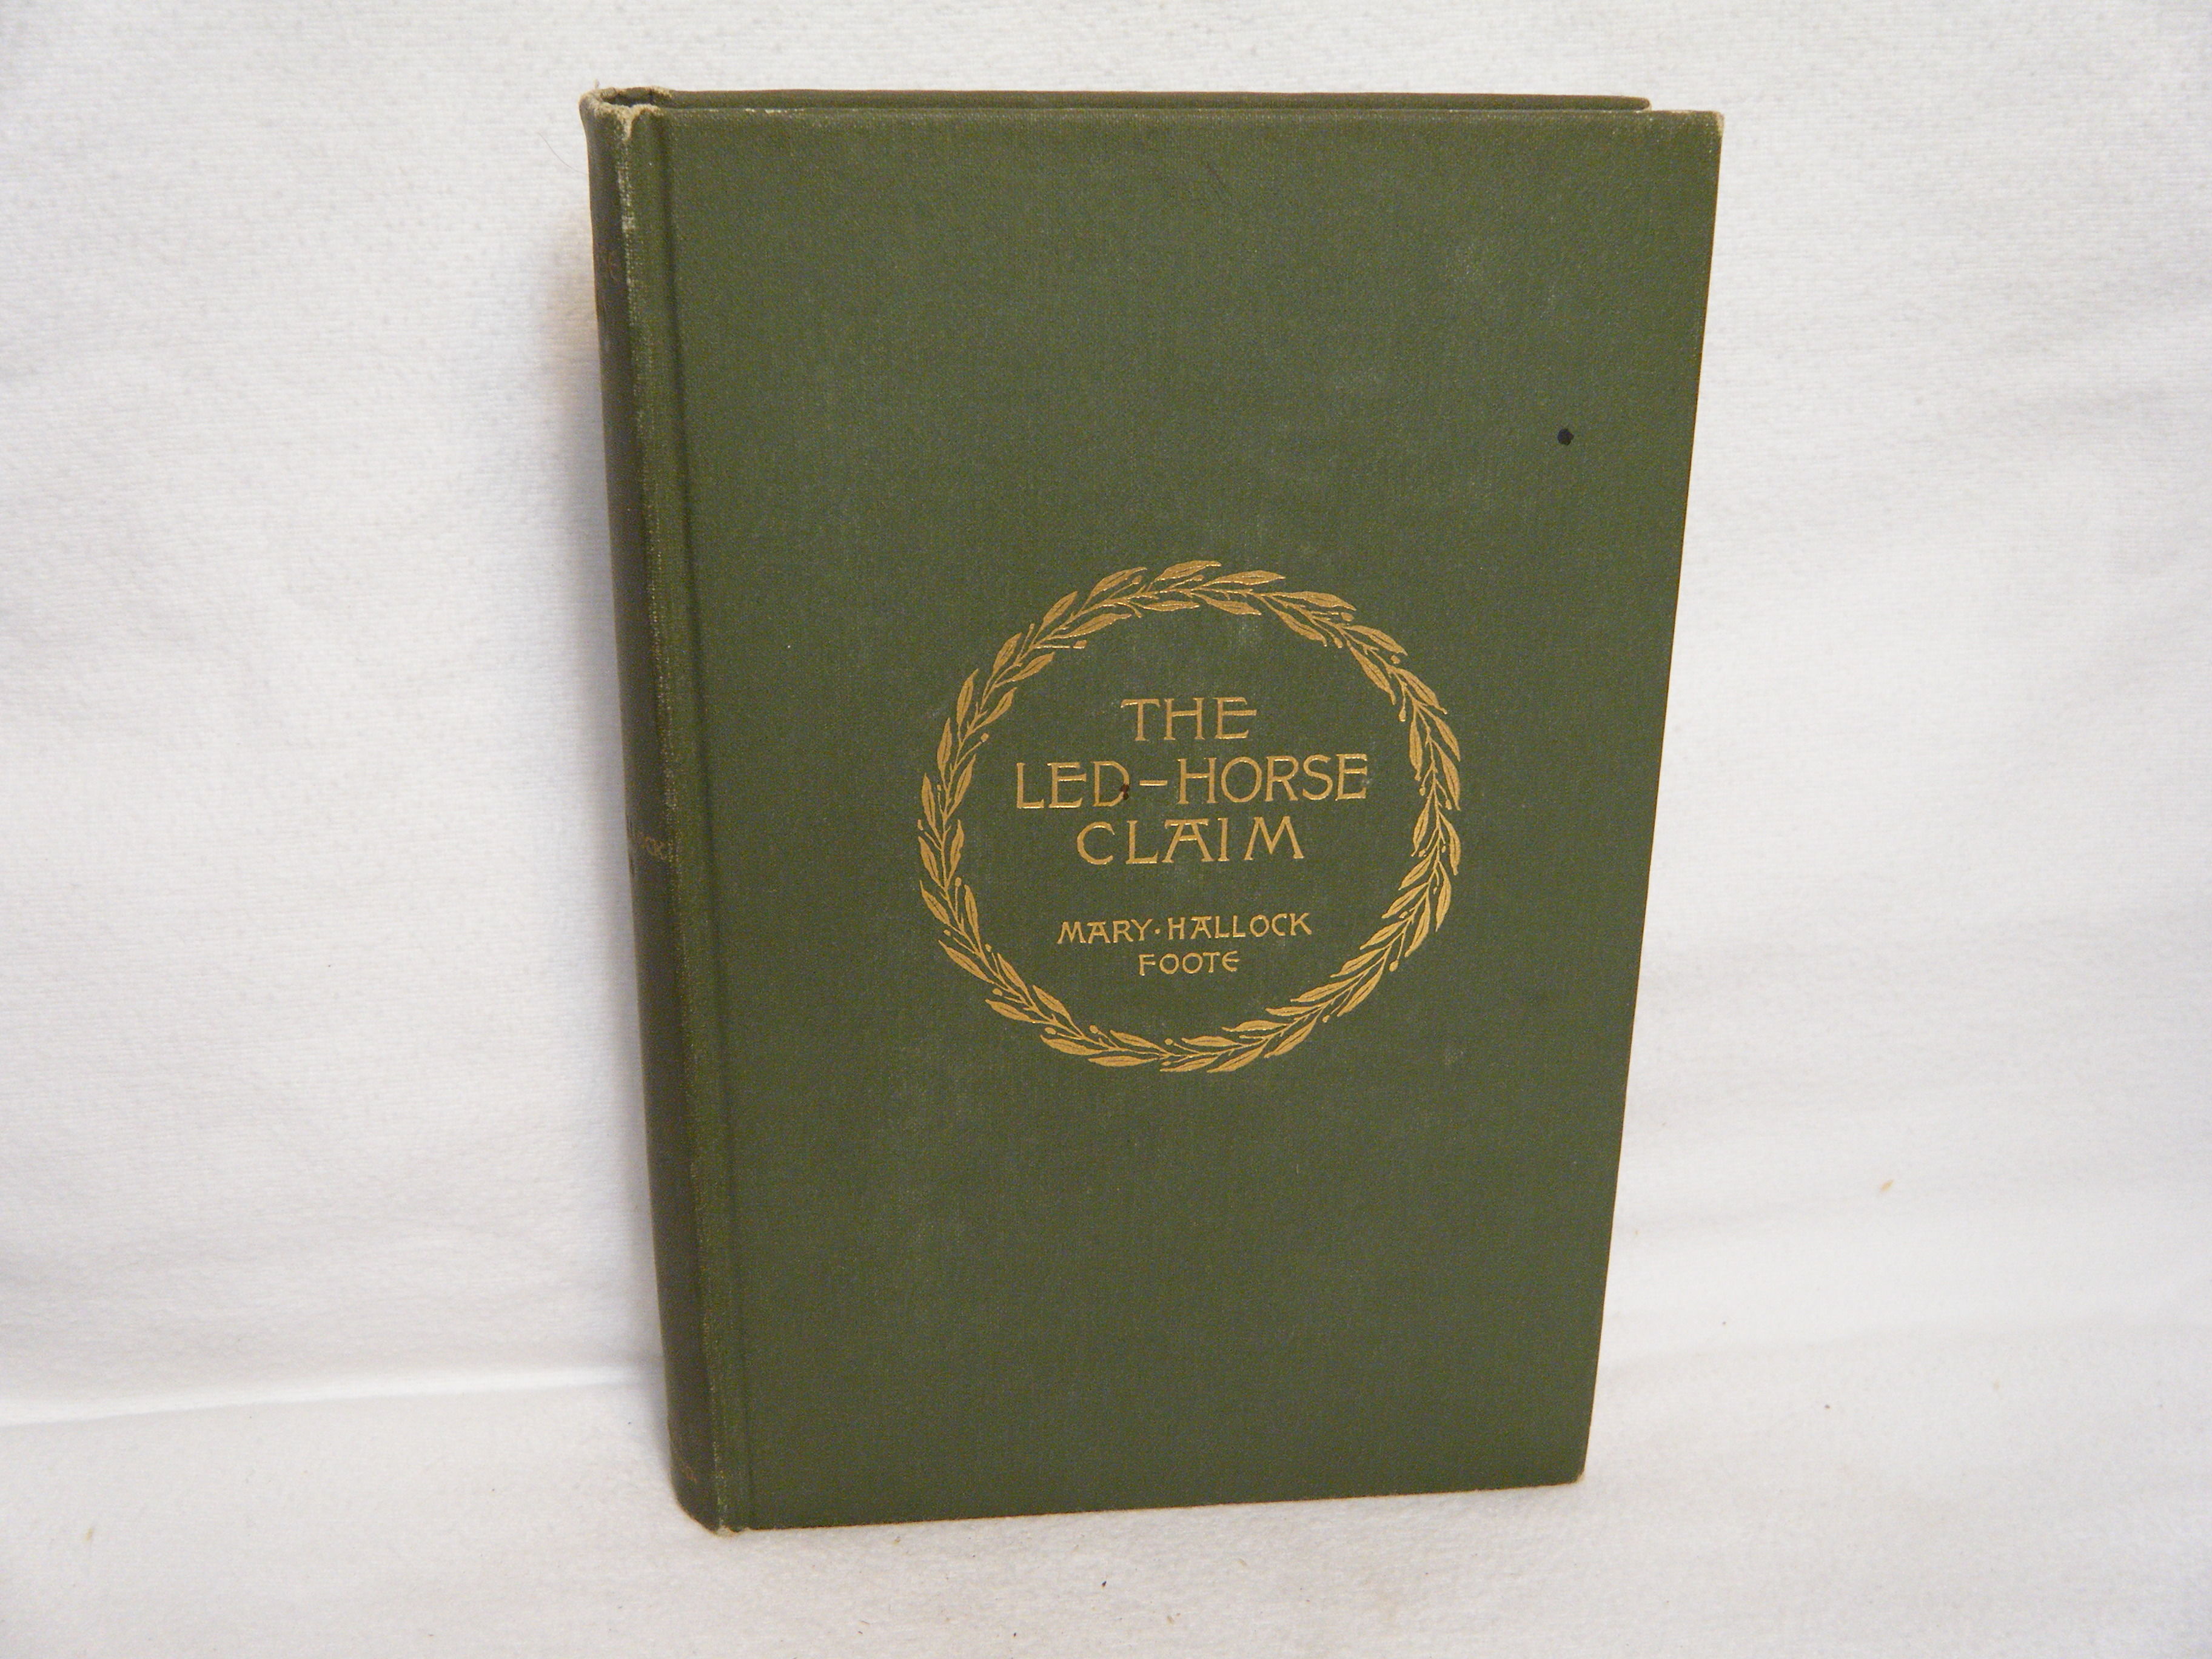 THE
LED-HORSE
CLAIM
MARY·HALLOCK
FOOTE